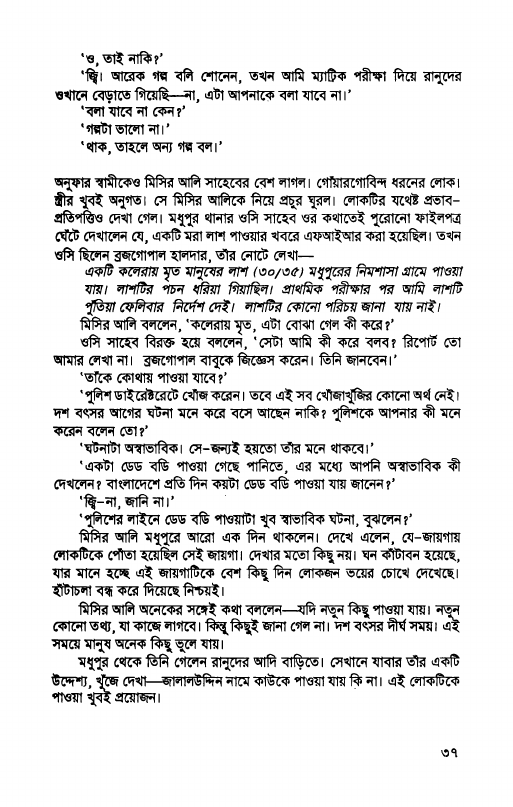 ‘ও, তাই নাকি?’
‘জ্বি। আরেক গল্প বলি শোনেন, তখন আমি ম্যাট্রিক পরীক্ষা দিয়ে রানুদের
ওখানে বেড়াতে গিয়েছি—না, এটা আপনাকে বলা যাবে না।’
‘বলা যাবে না কেন?’
‘গল্পটা ভালো না।’
‘থাক, তাহলে অন্য গল্প বল।’
অনুফার স্বামীকেও মিসির আলি সাহেবের বেশ লাগল। গোঁয়ারগোবিন্দ ধরনের লোক।
স্ত্রীর খুবই অনুগত। সে মিসির আলিকে নিয়ে প্রচুর ঘুরল। লোকটির যথেষ্ট প্রভাব-
প্রতিপত্তিও দেখা গেল। মধুপুর থানার ওসি সাহেব ওর কথাতেই পুরোনো ফাইলপত্র
ঘেঁটে দেখালেন যে, একটি মরা লাশ পাওয়ার খবরে এফআইআর করা হয়েছিল। তখন
ওসি ছিলেন ব্রজগোপাল হালদার, তাঁর নোটে লেখা—
একটি কলেরায় মৃত মানুষের লাশ (৩০/৩৫) মধুপুরের নিমশাসা গ্রামে পাওয়া
যায়। লাশটির পচন ধরিয়া গিয়াছিল। প্রাথমিক পরীক্ষার পর আমি লাশটি
পুঁতিয়া ফেলিবার নির্দেশ দেই। লাশটির কোনো পরিচয় জানা যায় নাই।
মিসির আলি বললেন, ‘কলেরায় মৃত, এটা বোঝা গেল কী করে?’
ওসি সাহেব বিরক্ত হয়ে বললেন, ‘সেটা আমি কী করে বলব? রিপোর্ট তো
আমার লেখা না। ব্রজগোপাল বাবুকে জিজ্ঞেস করেন। তিনি জানবেন।’
‘তাঁকে কোথায় পাওয়া যাবে?’
‘পুলিশ ডাইরেক্টরেটে খোঁজ করেন। তবে এই সব খোঁজাখুঁজির কোনো অর্থ নেই।
দশ বৎসর আগের ঘটনা মনে করে বসে আছেন নাকি? পুলিশকে আপনার কী মনে
করেন বলেন তো?’
‘ঘটনাটা অস্বাভাবিক। সে-জন্যই হয়তো তাঁর মনে থাকবে।’
‘একটা ডেড বডি পাওয়া গেছে পানিতে, এর মধ্যে আপনি অস্বাভাবিক কী
দেখলেন? বাংলাদেশে প্রতি দিন কয়টা ডেড বডি পাওয়া যায় জানেন?’
‘জ্বি-না, জানি না।’
‘পুলিশের লাইনে ডেড বডি পাওয়াটা খুব স্বাভাবিক ঘটনা, বুঝলেন?’
মিসির আলি মধুপুরে আরো এক দিন থাকলেন। দেখে এলেন, যে-জায়গায়
লোকটিকে পোঁতা হয়েছিল সেই জায়গা। দেখার মতো কিছু নয়। ঘন কাঁটাবন হয়েছে,
যার মানে হচ্ছে এই জায়গাটিকে বেশ কিছু দিন লোকজন ভয়ের চোখে দেখেছে।
হাঁটাচলা বন্ধ করে দিয়েছে নিশ্চয়ই।
মিসির আলি অনেকের সঙ্গেই কথা বললেন—যদি নতুন কিছু পাওয়া যায়। নতুন
কোনো তথ্য, যা কাজে লাগবে। কিন্তু কিছুই জানা গেল না। দশ বৎসর দীর্ঘ সময়। এই
সময়ে মানুষ অনেক কিছু ভুলে যায়।
মধুপুর থেকে তিনি গেলেন রানুদের আদি বাড়িতে। সেখানে যাবার তাঁর একটি
উদ্দেশ্য, খুঁজে দেখা—জালালউদ্দিন নামে কাউকে পাওয়া যায় কি না। এই লোকটিকে
পাওয়া খুবই প্রয়োজন।
৩৭